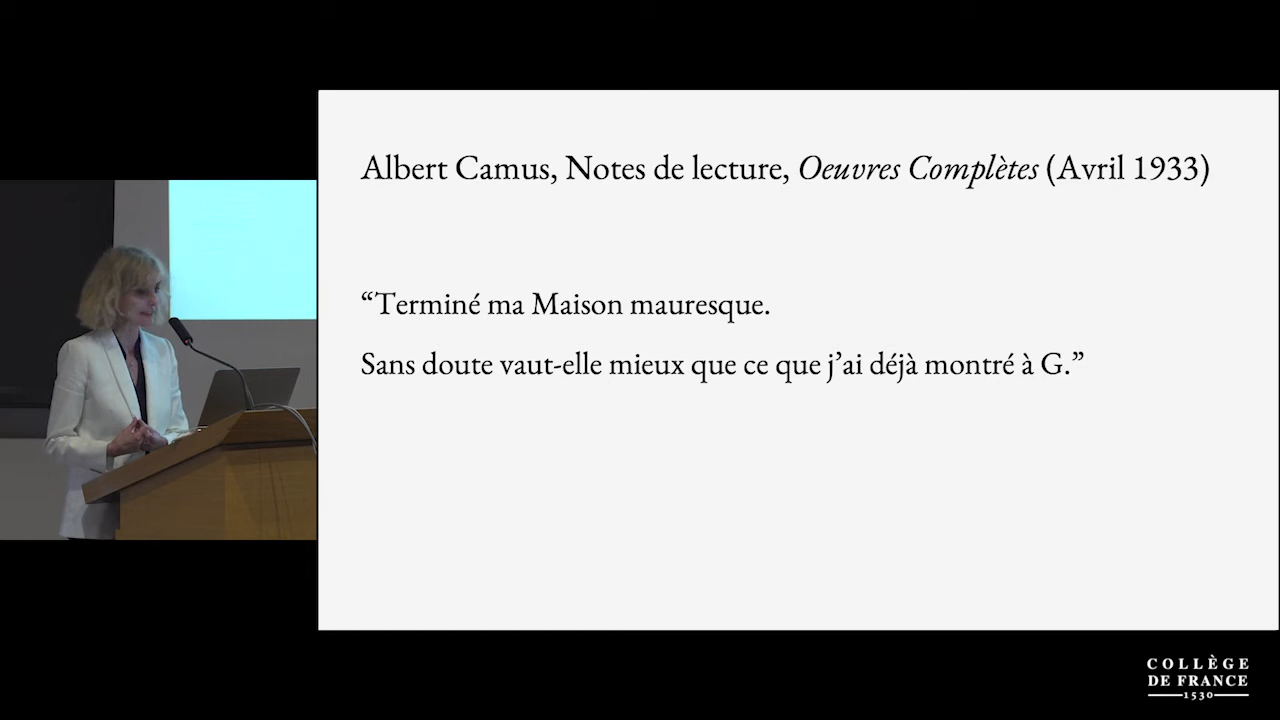 Albert Camus, Notes de lecture, Oeuvres Complètes (Avril 1933)
“Terminé ma Maison mauresque.
Sans doute vaut-elle mieux que ce que j’ai déjà montré à G.”
COLLÈGE
DE FRANCE
1530